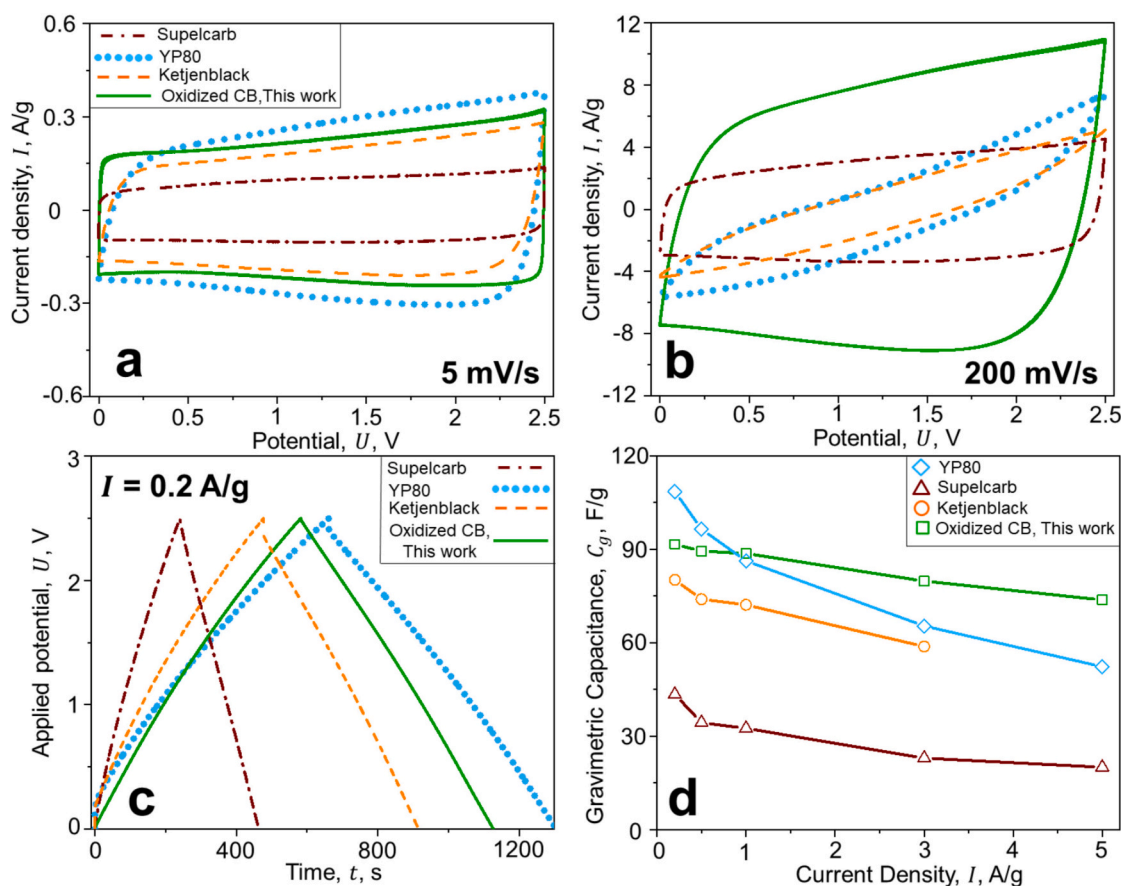 Supelcarb
YP80
Ketjenblack
Oxidized CB,This work
0.6
0.3
0
-0.3
-0.6
Current density, I, A/g
a
5 mV/s
0 0.5 1 1.5 2 2.5
Potential, U, V
12
8
4
0
-4
-8
-12
Current density, I, A/g
b
200 mV/s
0 0.5 1 1.5 2 2.5
Potential, U, V
I = 0.2 A/g
Supelcarb
YP80
Ketjenblack
Oxidized CB,
This work
3
2
1
0
Applied potential, U, V
c
0 400 800 1200
Time, t, s
YP80
Supelcarb
Ketjenblack
Oxidized CB, This work
120
90
60
30
0
Gravimetric Capacitance, Cg, F/g
d
0 1 2 3 4 5
Current Density, I, A/g